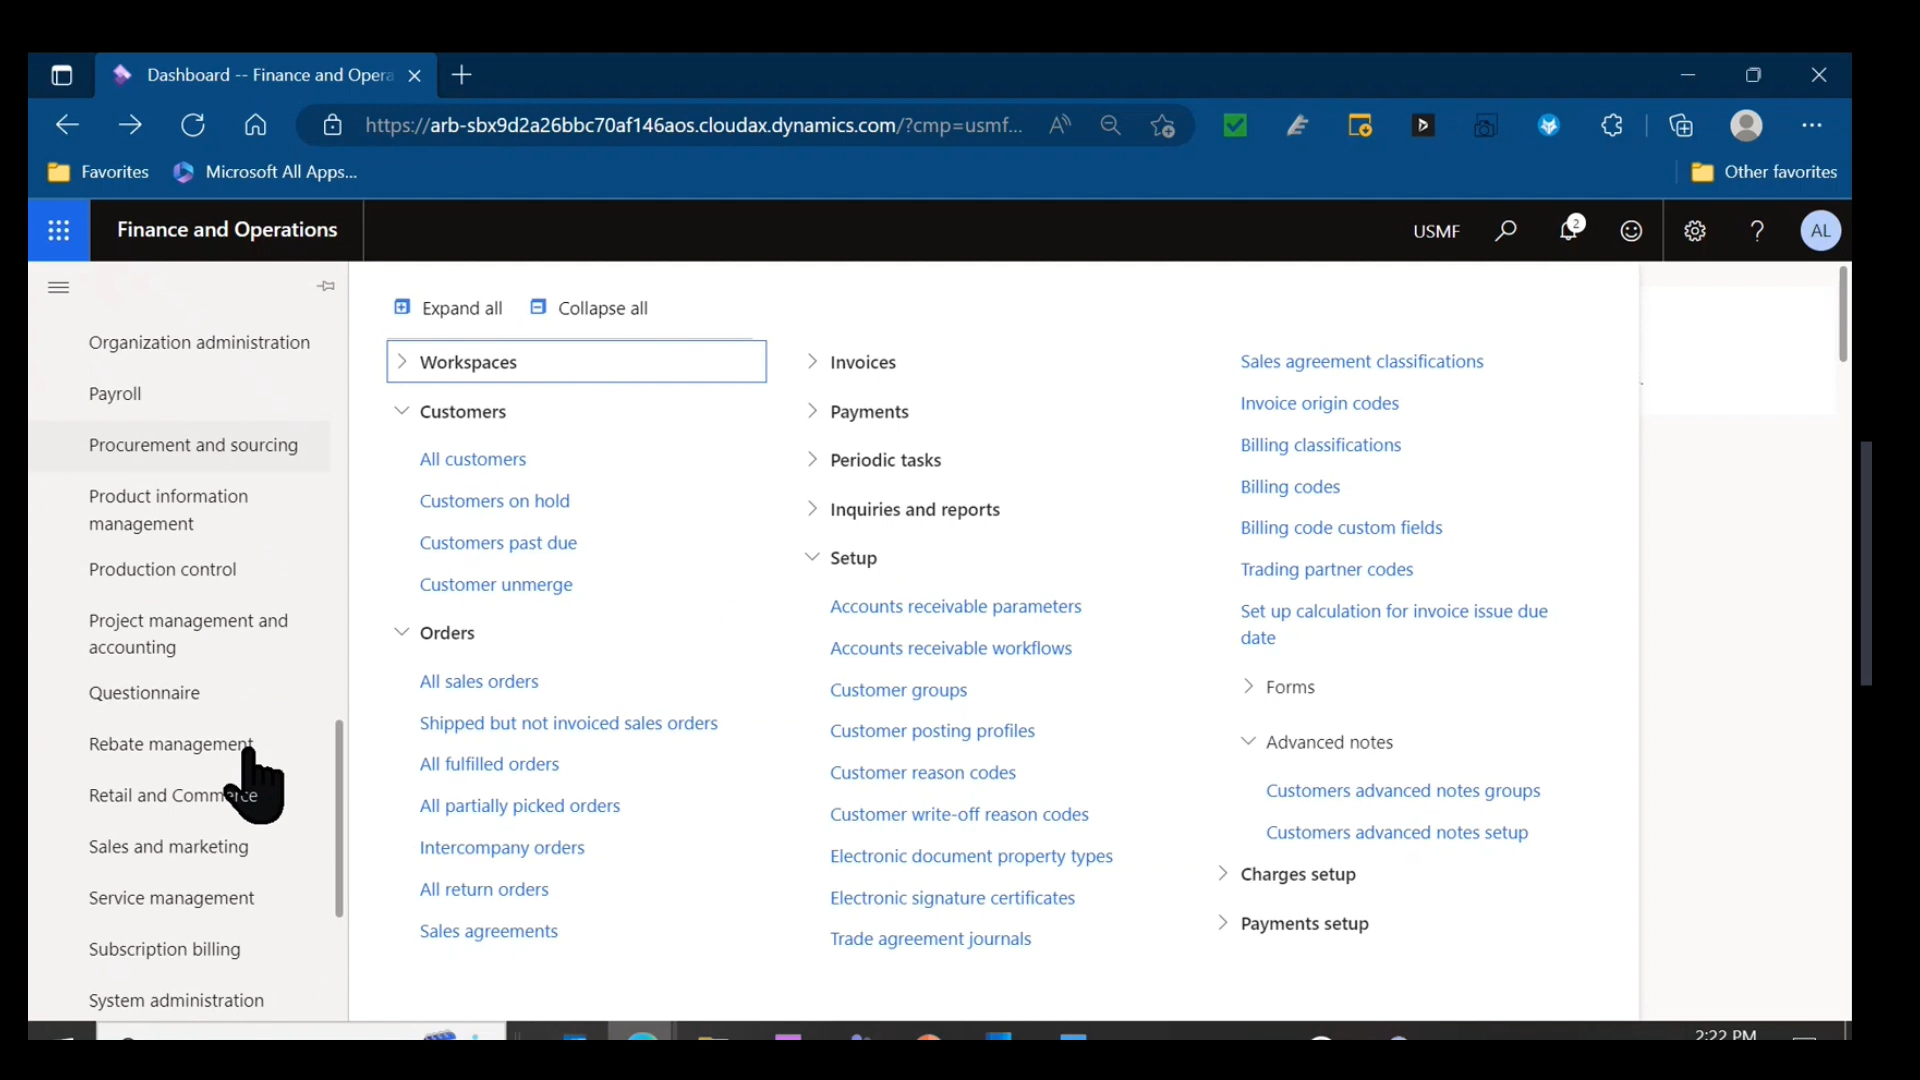 Dashboard -- Finance and Opera
https://arb-sbx9d2a26bbc70af146aos.cloudax.dynamics.com/?cmp=usmf...
Favorites
Microsoft All Apps...
Other favorites
Finance and Operations
USMF
2
AL
Organization administration
Payroll
Procurement and sourcing
Product information
management
Production control
Project management and
accounting
Questionnaire
Rebate management
Retail and Commerce
Sales and marketing
Service management
Subscription billing
System administration
Expand all
Collapse all
Workspaces
Customers
All customers
Customers on hold
Customers past due
Customer unmerge
Orders
All sales orders
Shipped but not invoiced sales orders
All fulfilled orders
All partially picked orders
Intercompany orders
All return orders
Sales agreements
Invoices
Payments
Periodic tasks
Inquiries and reports
Setup
Accounts receivable parameters
Accounts receivable workflows
Customer groups
Customer posting profiles
Customer reason codes
Customer write-off reason codes
Electronic document property types
Electronic signature certificates
Trade agreement journals
Sales agreement classifications
Invoice origin codes
Billing classifications
Billing codes
Billing code custom fields
Trading partner codes
Set up calculation for invoice issue due
date
Forms
Advanced notes
Customers advanced notes groups
Customers advanced notes setup
Charges setup
Payments setup
2:22 PM